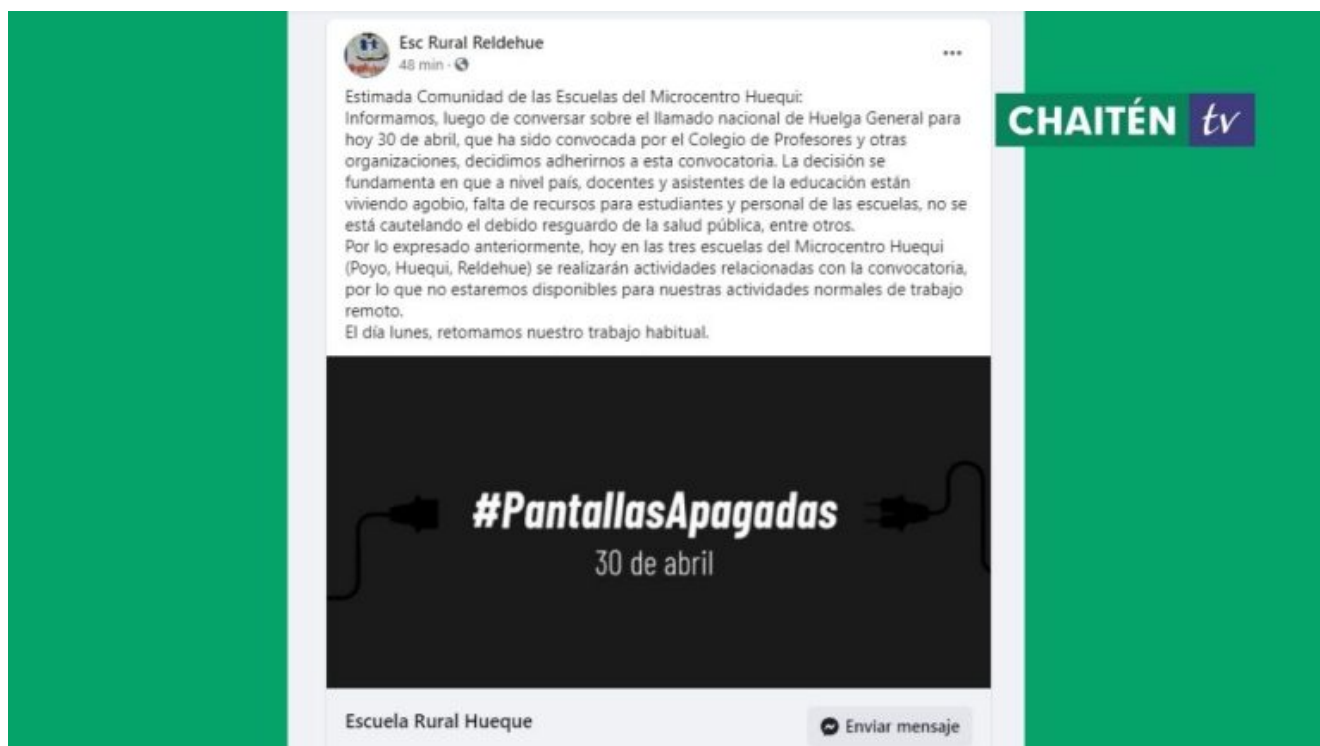 Esc Rural Reldehue
48 min ·
Estimada Comunidad de las Escuelas del Microcentro Huequi:
Informamos, luego de conversar sobre el llamado nacional de Huelga General para
hoy 30 de abril, que ha sido convocada por el Colegio de Profesores y otras
organizaciones, decidimos adherirnos a esta convocatoria. La decisión se
fundamenta en que a nivel país, docentes y asistentes de la educación están
viviendo agobio, falta de recursos para estudiantes y personal de las escuelas, no se
está cautelando el debido resguardo de la salud pública, entre otros.
Por lo expresado anteriormente, hoy en las tres escuelas del Microcentro Huequi
(Poyo, Huequi, Reldehue) se realizarán actividades relacionadas con la convocatoria,
por lo que no estaremos disponibles para nuestras actividades normales de trabajo
remoto.
El día lunes, retomamos nuestro trabajo habitual.
CHAITÉN tv
#PantallasApagadas
30 de abril
Escuela Rural Hueque
Enviar mensaje